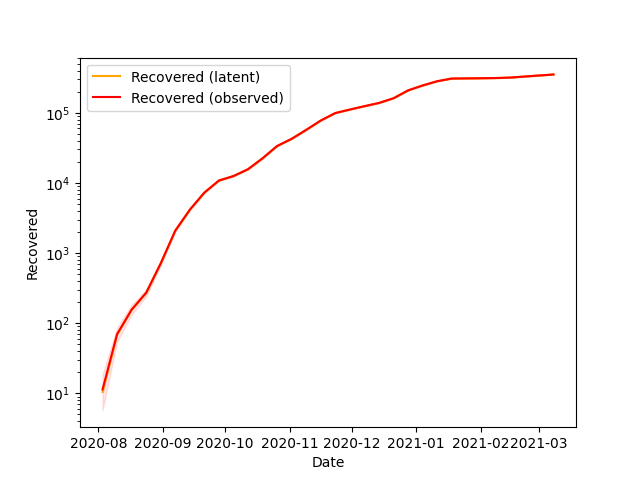 Recovered (latent)
Recovered (observed)
Recovered
10^5
10^4
10^3
10^2
10^1
2020-08 2020-09 2020-10 2020-11 2020-12 2021-01 2021-02 2021-03
Date